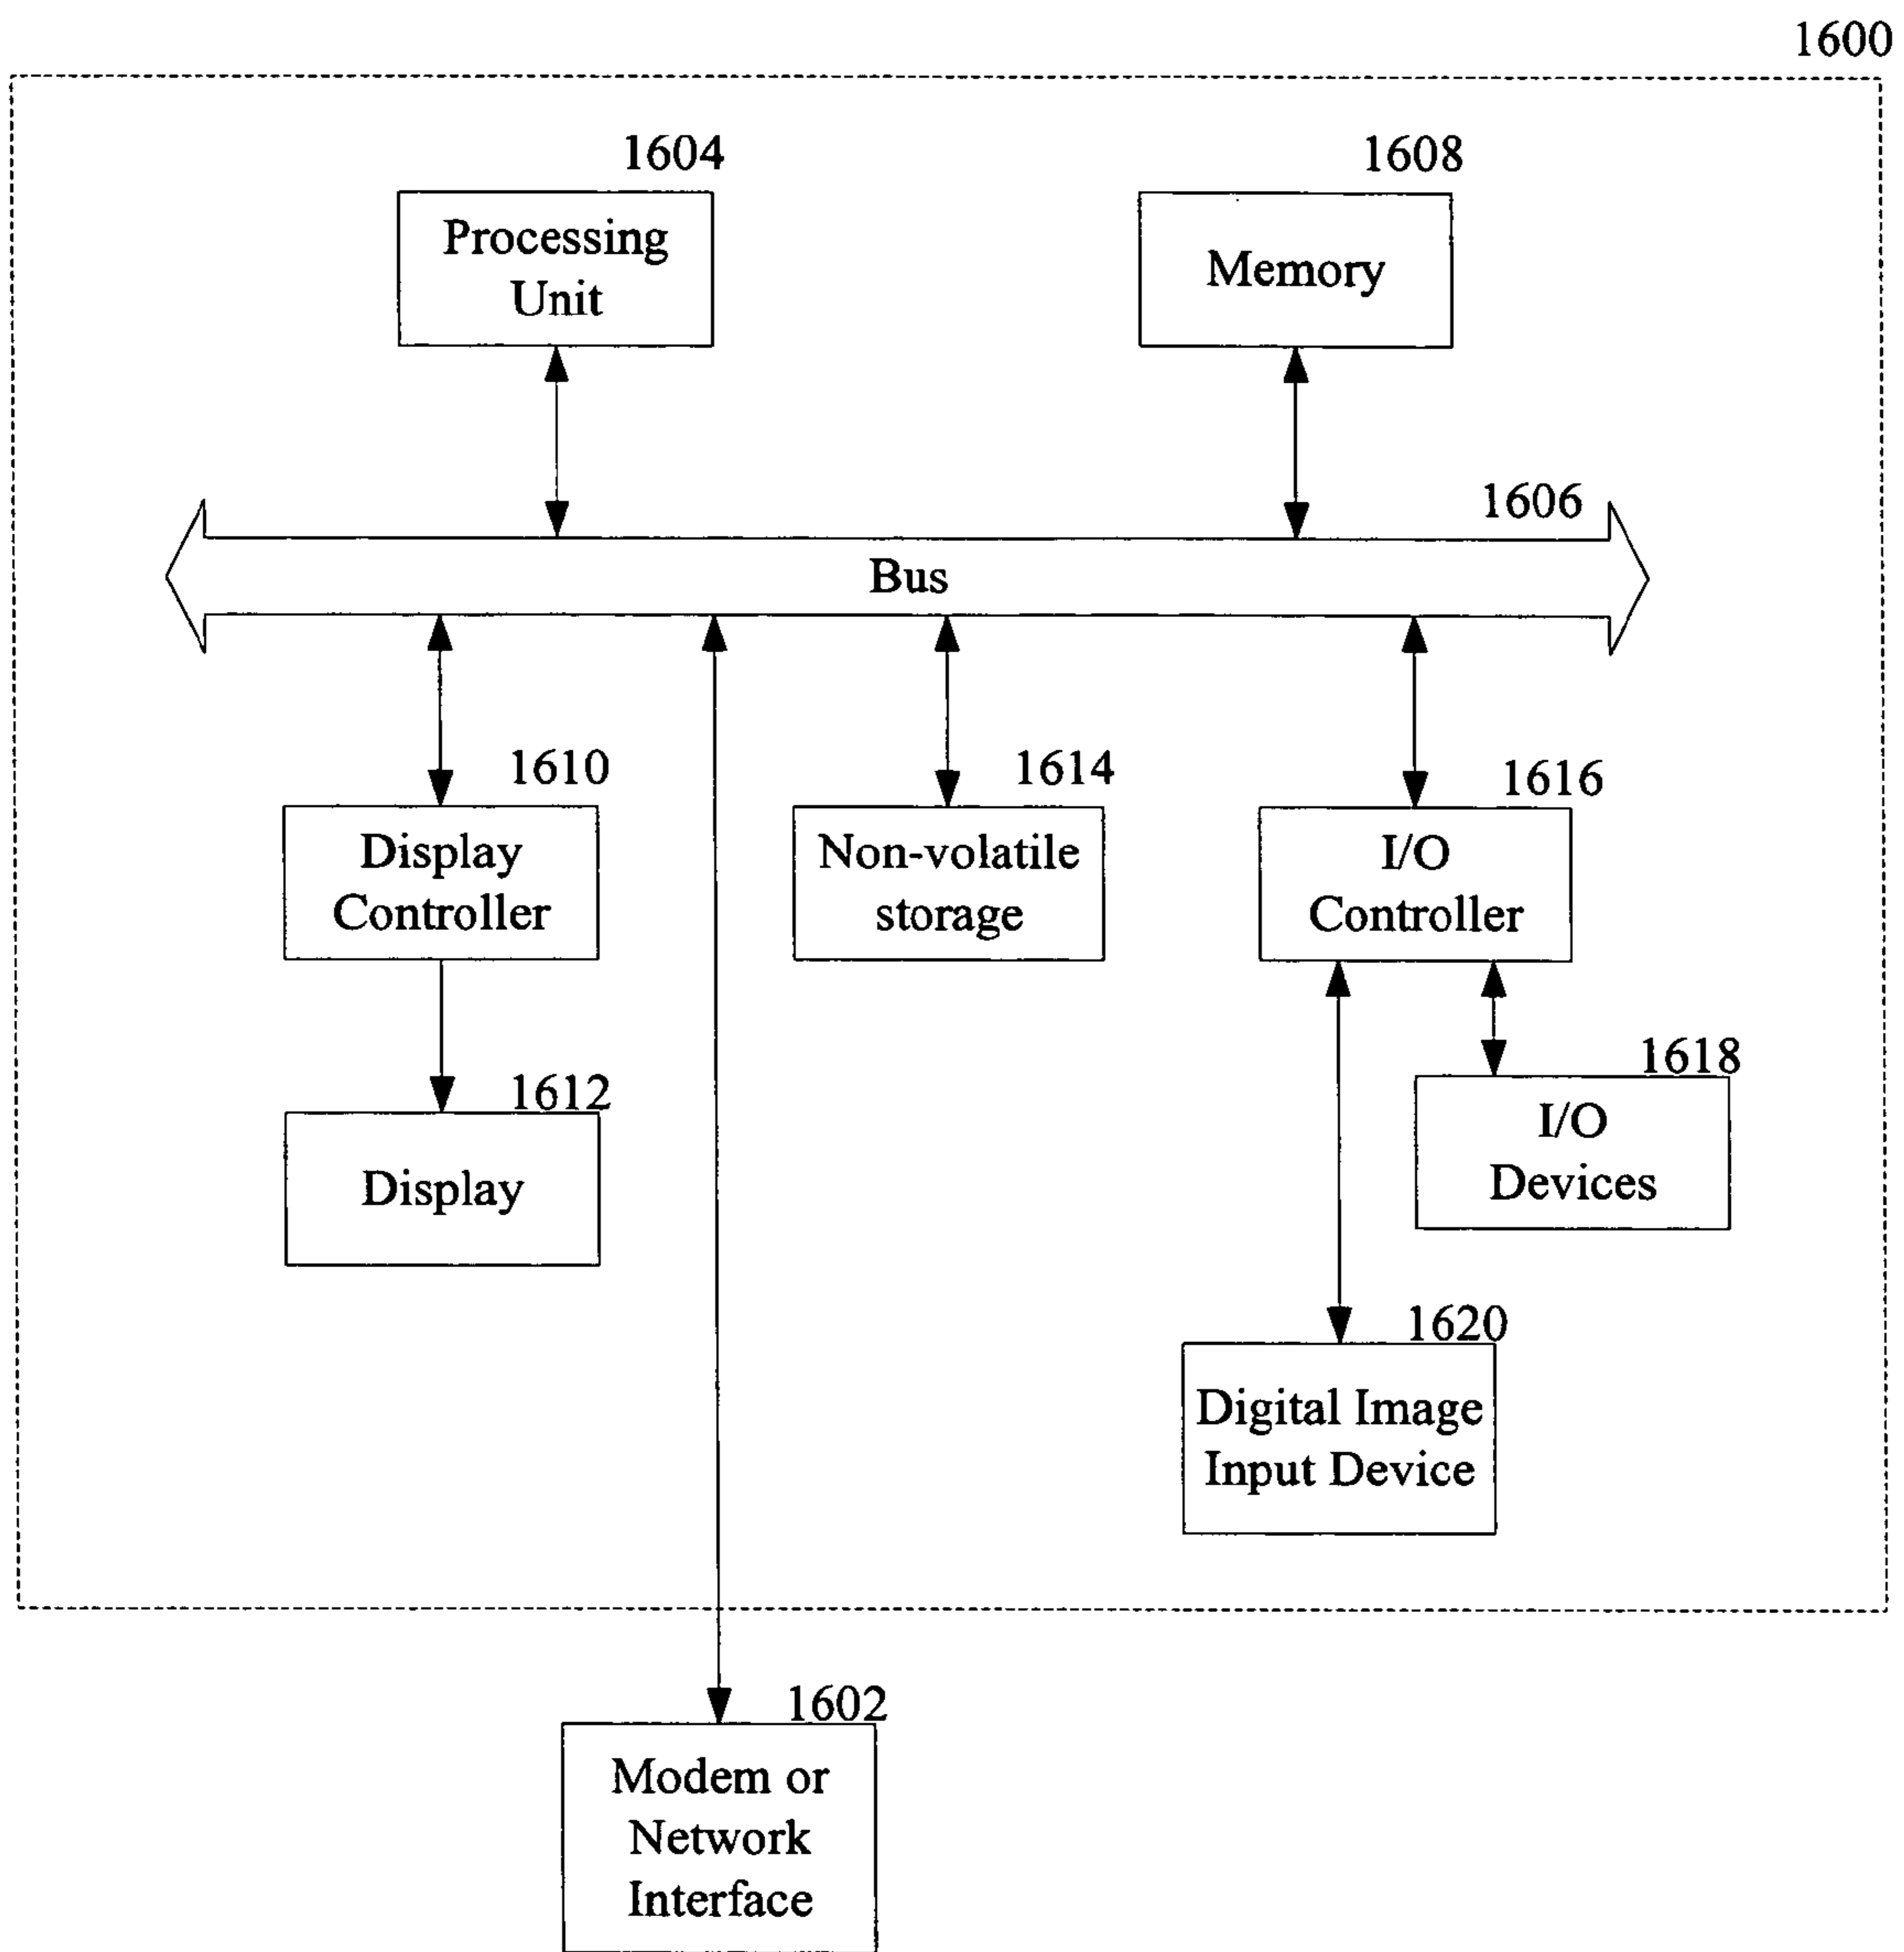 1600
1604
Processing
Unit
1608
Memory
1606
Bus
1610
Display
Controller
1614
Non-volatile
storage
1616
I/O
Controller
1612
Display
1618
I/O
Devices
1620
Digital Image
Input Device
1602
Modem or
Network
Interface